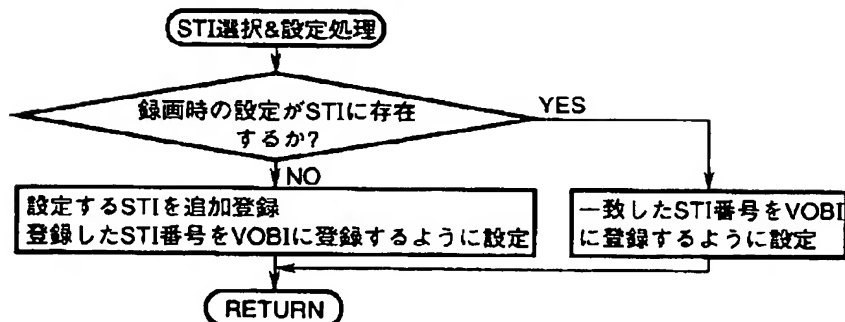 STI選択&設定処理
録画時の設定がSTIに存在
するか?
YES
NO
設定するSTIを追加登録
登録したSTI番号をVOBIに登録するように設定
一致したSTI番号をVOBI
に登録するように設定
RETURN